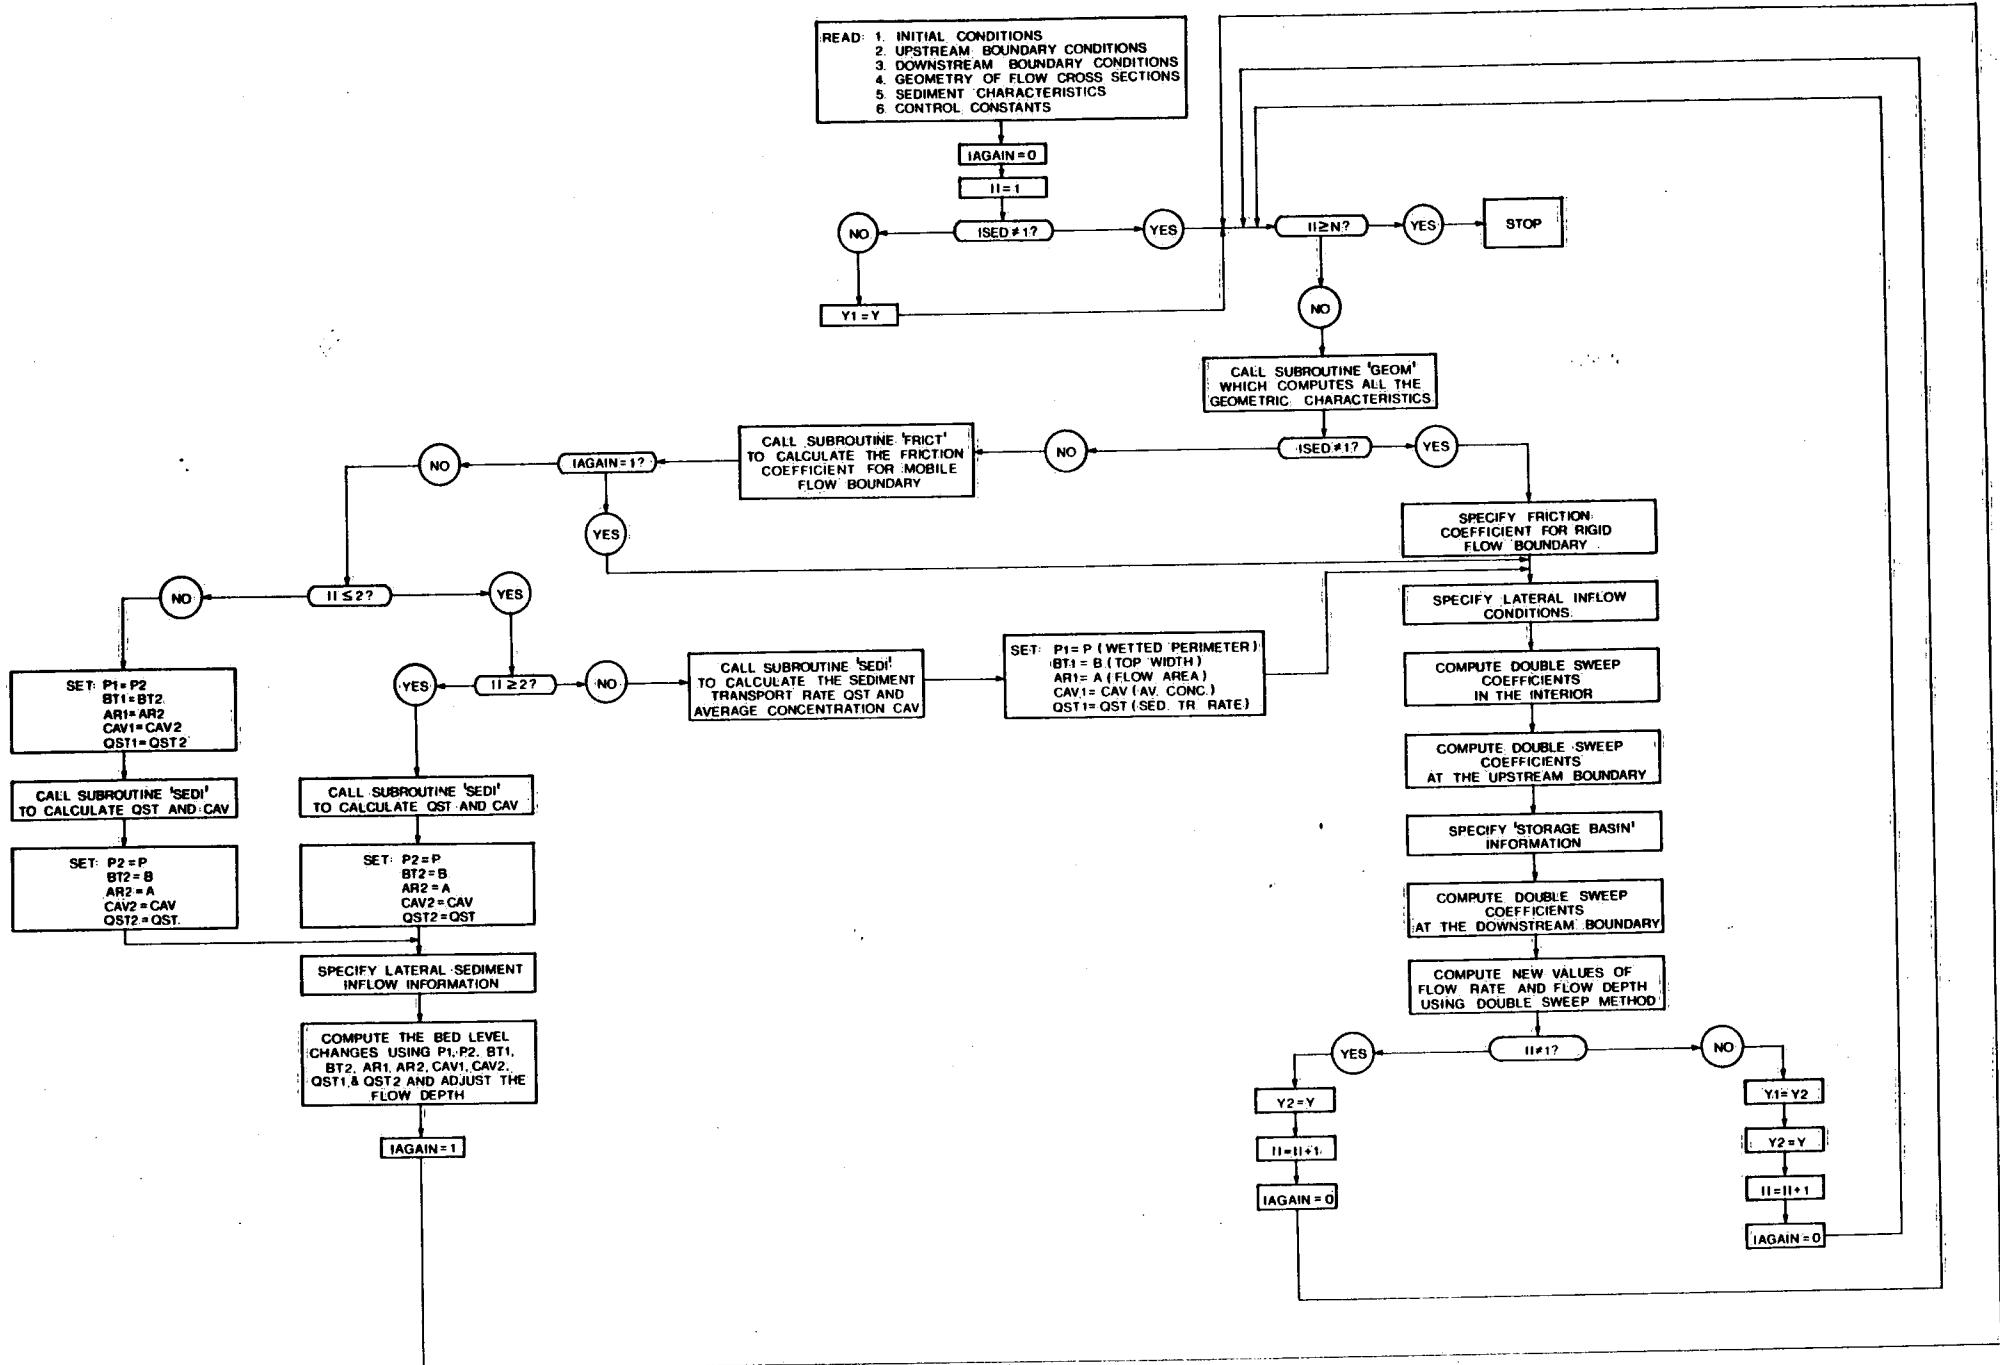 READ: 1. INITIAL CONDITIONS
2. UPSTREAM BOUNDARY CONDITIONS
3. DOWNSTREAM BOUNDARY CONDITIONS
4. GEOMETRY OF FLOW CROSS SECTIONS
5. SEDIMENT CHARACTERISTICS
6. CONTROL CONSTANTS
IAGAIN=0
II=1
NO
ISED≠1?
YES
II≥N?
YES
STOP
Y1=Y
NO
CALL SUBROUTINE 'GEOM'
WHICH COMPUTES ALL THE
GEOMETRIC CHARACTERISTICS
NO
IAGAIN=1?
CALL SUBROUTINE 'FRICT'
TO CALCULATE THE FRICTION
COEFFICIENT FOR MOBILE
FLOW BOUNDARY
NO
ISED≠1?
YES
YES
SPECIFY FRICTION
COEFFICIENT FOR RIGID
FLOW BOUNDARY
NO
II≤2?
YES
SPECIFY LATERAL INFLOW
CONDITIONS
SET: P1=P2
BT1=BT2
AR1=AR2
CAV1=CAV2
QST1=QST2
YES
II≥2?
NO
CALL SUBROUTINE 'SEDI'
TO CALCULATE THE SEDIMENT
TRANSPORT RATE QST AND
AVERAGE CONCENTRATION CAV
SET: P1=P (WETTED PERIMETER)
BT1=B (TOP WIDTH)
AR1=A (FLOW AREA)
CAV1=CAV (AV. CONC.)
QST1=QST (SED. TR. RATE)
COMPUTE DOUBLE SWEEP
COEFFICIENTS
IN THE INTERIOR
COMPUTE DOUBLE SWEEP
COEFFICIENTS
AT THE UPSTREAM BOUNDARY
CALL SUBROUTINE 'SEDI'
TO CALCULATE QST AND CAV
CALL SUBROUTINE 'SEDI'
TO CALCULATE QST AND CAV
SPECIFY 'STORAGE BASIN'
INFORMATION
SET: P2=P
BT2=B
AR2=A
CAV2=CAV
QST2=QST.
SET: P2=P
BT2=B
AR2=A
CAV2=CAV
QST2=QST
COMPUTE DOUBLE SWEEP
COEFFICIENTS
AT THE DOWNSTREAM BOUNDARY
SPECIFY LATERAL SEDIMENT
INFLOW INFORMATION
COMPUTE NEW VALUES OF
FLOW RATE AND FLOW DEPTH
USING DOUBLE SWEEP METHOD
COMPUTE THE BED LEVEL
CHANGES USING P1, P2, BT1,
BT2, AR1, AR2, CAV1, CAV2,
QST1, & QST2 AND ADJUST THE
FLOW DEPTH
YES
II≠1?
NO
Y2=Y
Y1=Y2
IAGAIN=1
II=II+1
Y2=Y
IAGAIN=0
II=II+1
IAGAIN=0